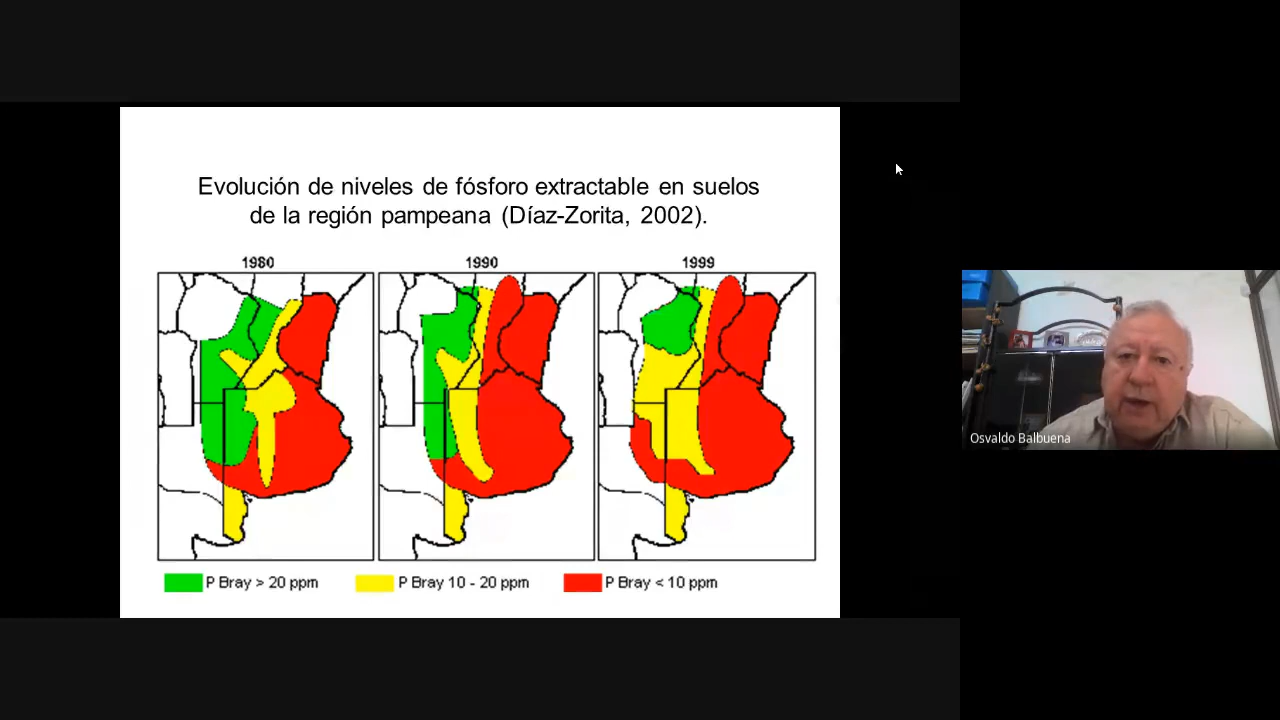 Evolución de niveles de fósforo extractable en suelos
de la región pampeana (Díaz-Zorita, 2002).
1980 1990 1999
P Bray > 20 ppm P Bray 10 - 20 ppm P Bray < 10 ppm
Osvaldo Balbuena